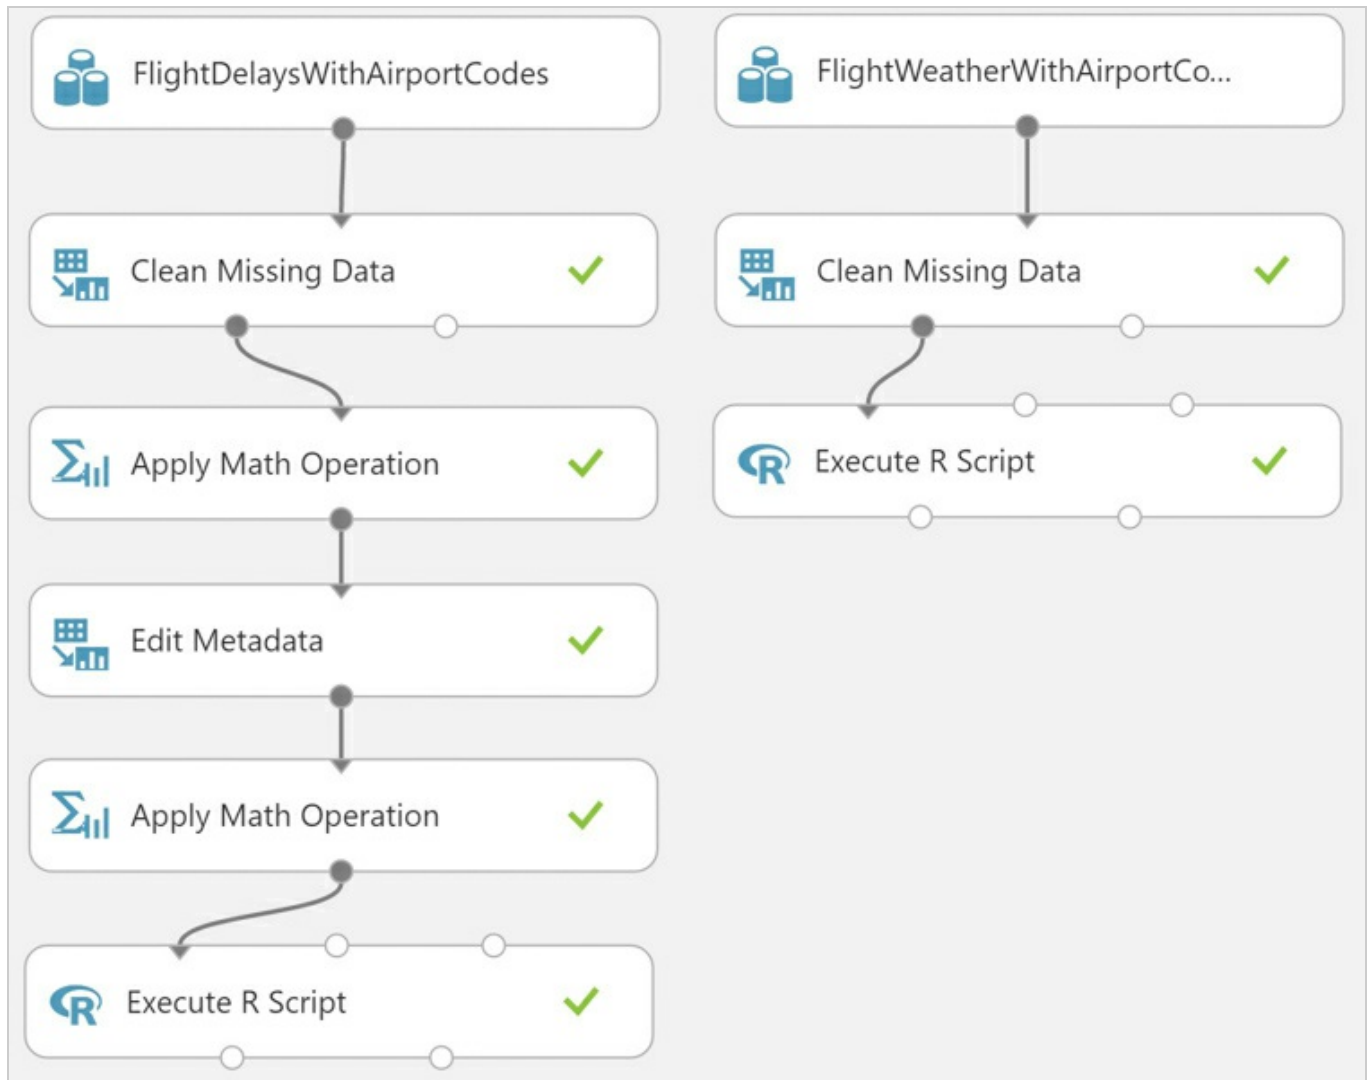 FlightDelaysWithAirportCodes
Clean Missing Data
Apply Math Operation
Edit Metadata
Apply Math Operation
R Execute R Script
FlightWeatherWithAirportCo...
Clean Missing Data
R Execute R Script